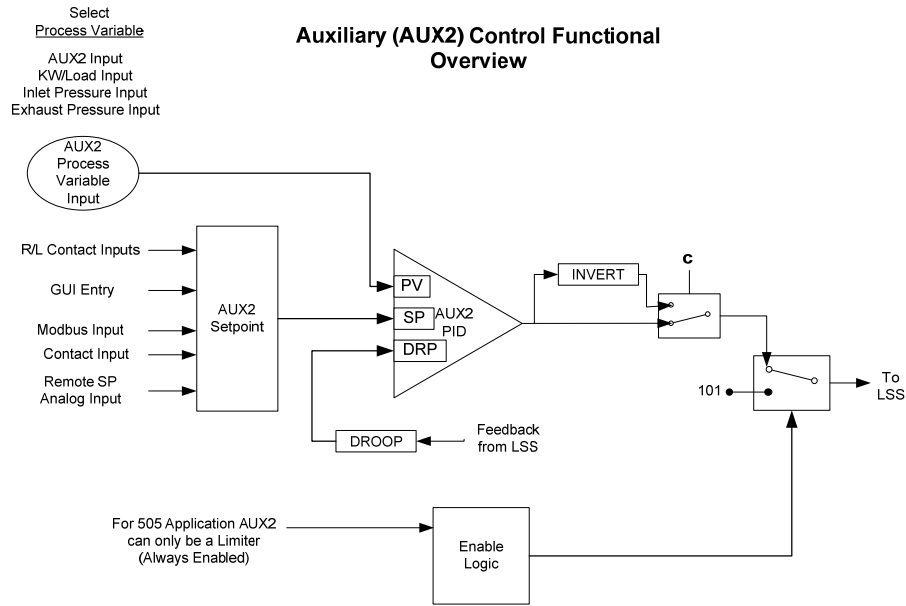 Select
Process Variable
AUX2 Input
KW/Load Input
Inlet Pressure Input
Exhaust Pressure Input
Auxiliary (AUX2) Control Functional
Overview
AUX2
Process
Variable
Input
R/L Contact Inputs
GUI Entry
Modbus Input
Contact Input
Remote SP
Analog Input
AUX2
Setpoint
PV
SP
DRP
AUX2
PID
INVERT
C
101
To
LSS
DROOP
Feedback
from LSS
For 505 Application AUX2
can only be a Limiter
(Always Enabled)
Enable
Logic